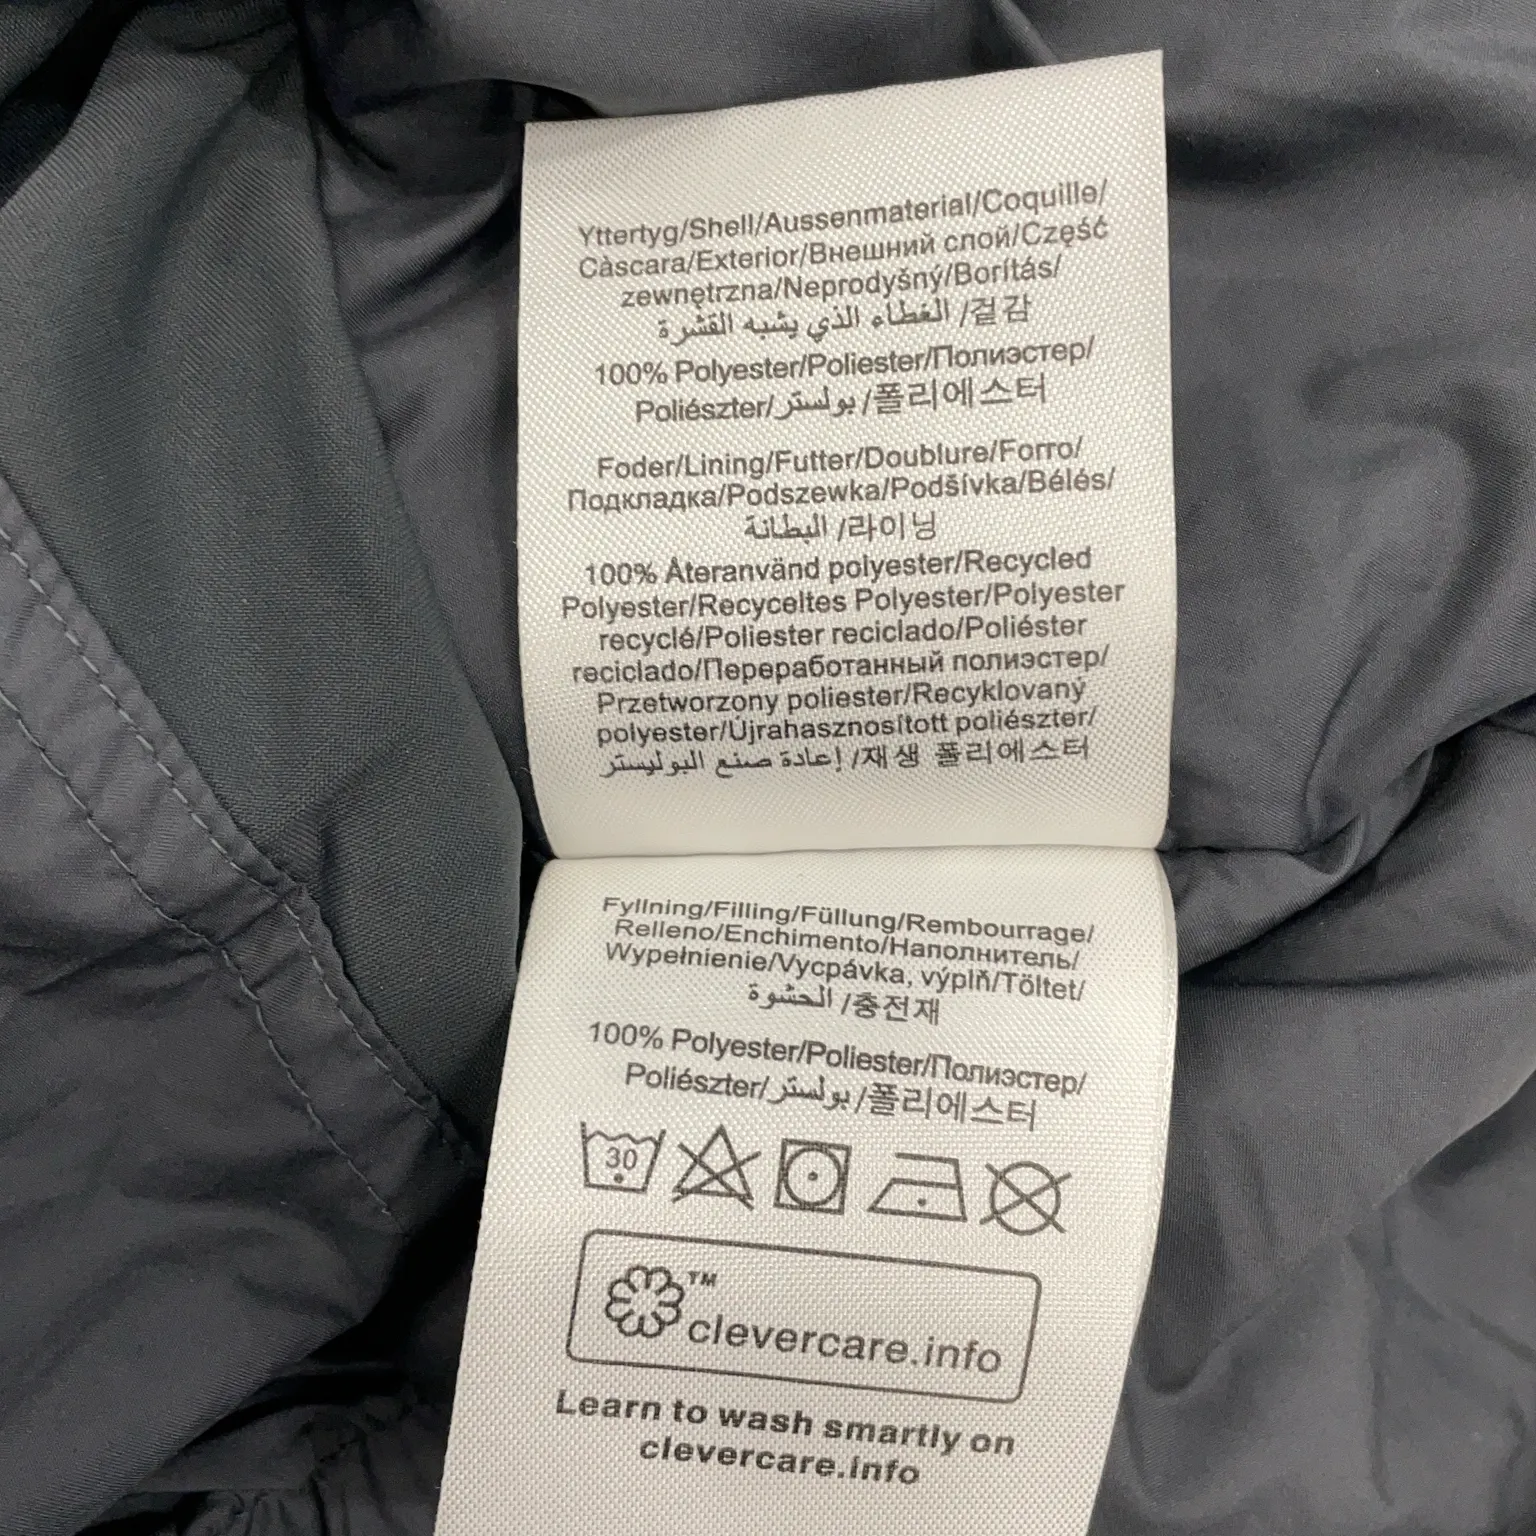 Yttertyg/Shell/Aussenmaterial/Coquille/
Càscara/Exterior/Внешний слой/Część
zewnętrzna/Neprodyšný/Borítás/
الغطاء الذي يشبه القشرة /겉감
100% Polyester/Poliester/Полиэстер/
Poliészter/بولستر/폴리에스터
Foder/Lining/Futter/Doublure/Forro/
Подкладка/Podszewka/Podšívka/Bélés/
البطانة /라이닝
100% Återanvänd polyester/Recycled
Polyester/Recyceltes Polyester/Polyester
recyclé/Poliester reciclado/Poliéster
reciclado/Переработанный полиэстер/
Przetworzony poliester/Recyklovaný
polyester/Újrahasznosított poliészter/
إعادة صنع البوليستر /재생 폴리에스터
Fyllning/Filling/Füllung/Rembourrage/
Relleno/Enchimento/Наполнитель/
Wypełnienie/Vycpávka, výplň/Töltet/
الحشوة /충전재
100% Polyester/Poliester/Полиэстер/
Poliészter/بولستر/폴리에스터
30
™ clevercare.info
Learn to wash smartly on
clevercare.info